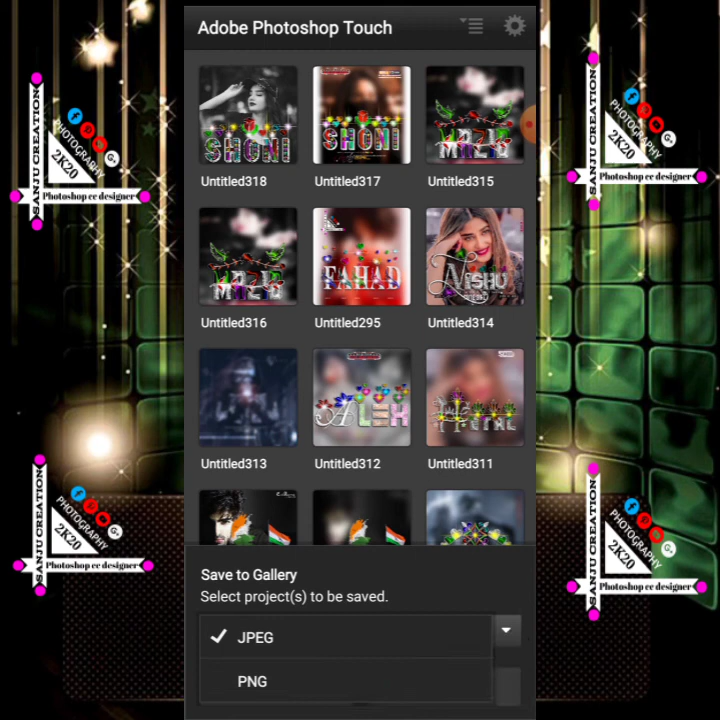 Adobe Photoshop Touch
SHONI
SHONI
Untitled318
Untitled317
Untitled315
FAHAD
NISHU
Untitled316
Untitled295
Untitled314
Untitled313
Untitled312
Untitled311
Save to Gallery
Select project(s) to be saved.
JPEG
PNG
SANJU CREATION
PHOTOGRAPHY
2K20
Photoshop cc designer
SANJU CREATION
PHOTOGRAPHY
2K20
Photoshop cc designer
SANJU CREATION
PHOTOGRAPHY
2K20
Photoshop cc designer
SANJU CREATION
PHOTOGRAPHY
2K20
Photoshop cc designer